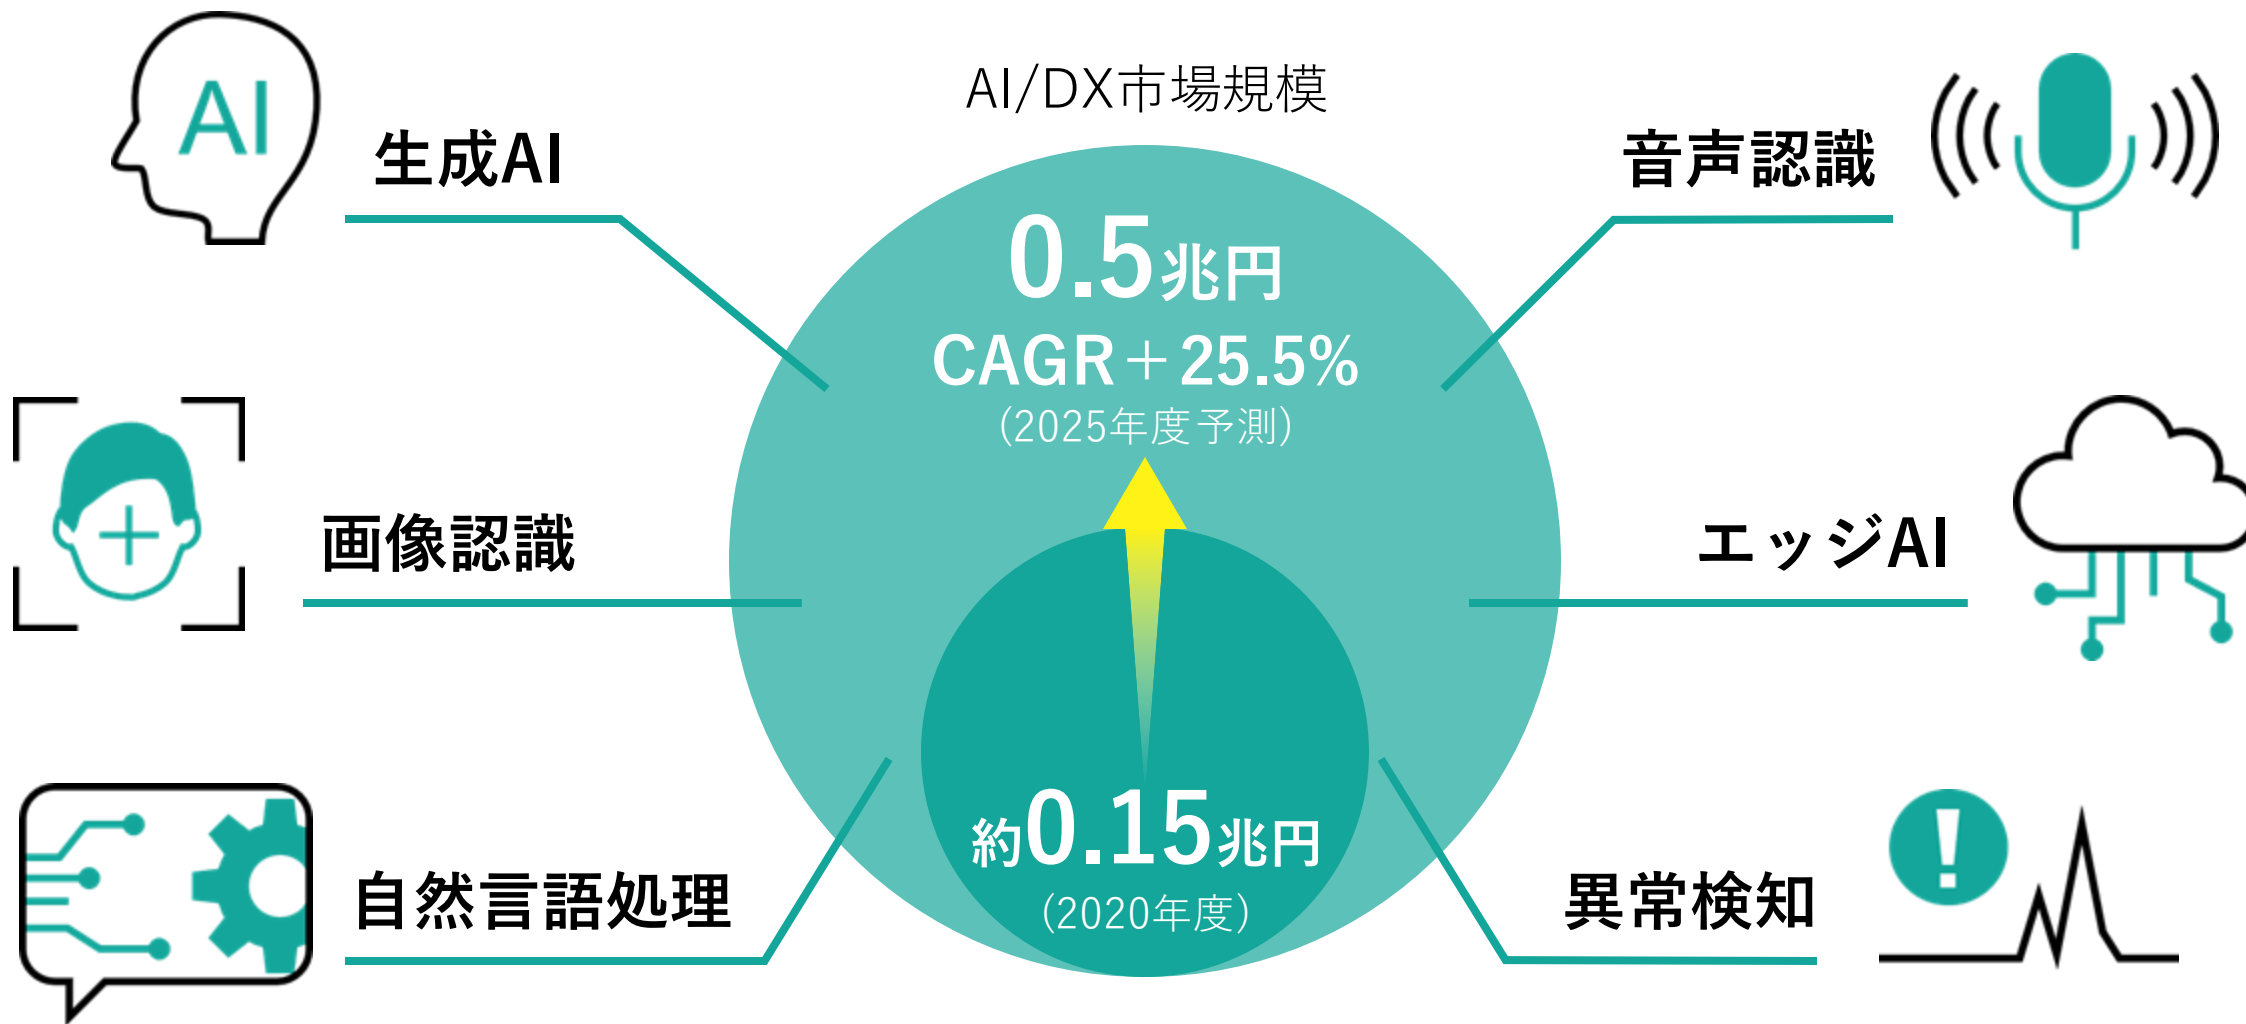 AI
生成AI
画像認識
自然言語処理
AI/DX市場規模
0.5兆円
CAGR＋25.5%
(2025年度予測)
約0.15兆円
(2020年度)
音声認識
エッジAI
異常検知
!